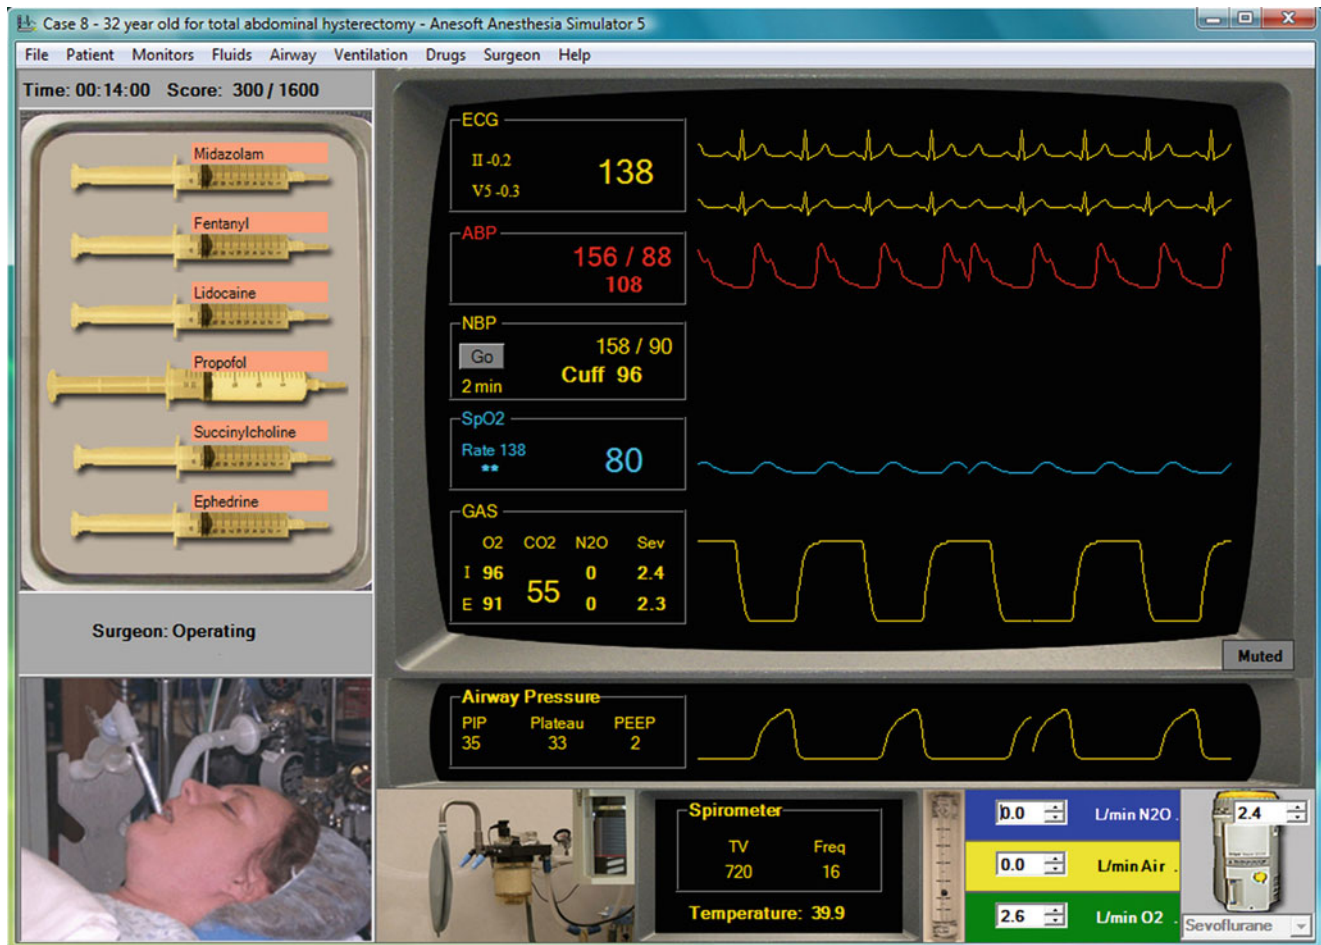 Case 8 - 32 year old for total abdominal hysterectomy - Anesoft Anesthesia Simulator 5
File Patient Monitors Fluids Airway Ventilation Drugs Surgeon Help
Time: 00:14:00 Score: 300 / 1600
Midazolam
Fentanyl
Lidocaine
Propofol
Succinylcholine
Ephedrine
Surgeon: Operating
ECG
II -0.2
138
V5 -0.3
ABP
156 / 88
108
NBP
Go
158 / 90
2 min
Cuff 96
SpO2
Rate 138
**
80
GAS
O2 CO2 N2O Sev
I 96 0 2.4
55
E 91 0 2.3
Muted
Airway Pressure
PIP Plateau PEEP
35 33 2
Spirometer
TV Freq
720 16
Temperature: 39.9
0.0 L/min N2O
0.0 L/min Air
2.6 L/min O2
2.4
Sevoflurane